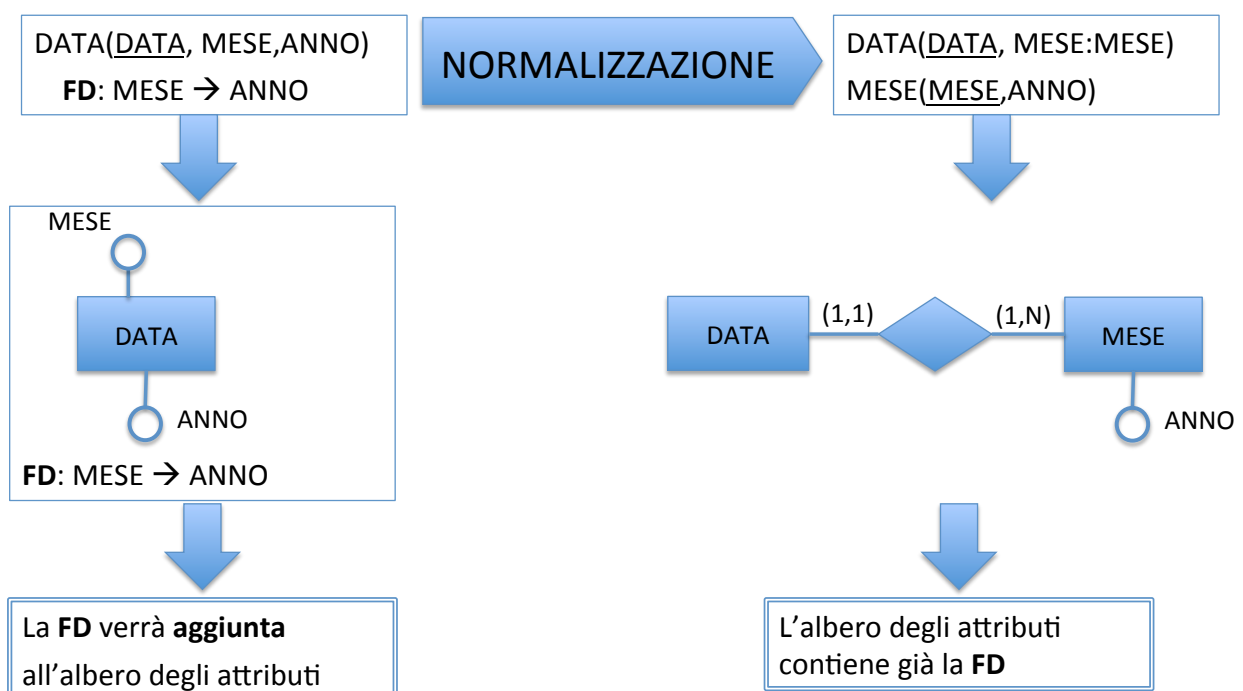 DATA(DATA, MESE,ANNO)
FD: MESE → ANNO
NORMALIZZAZIONE
DATA(DATA, MESE:MESE)
MESE(MESE,ANNO)
MESE
DATA
ANNO
FD: MESE → ANNO
DATA
(1,1)
(1,N)
MESE
ANNO
La FD verrà aggiunta
all'albero degli attributi
L'albero degli attributi
contiene già la FD